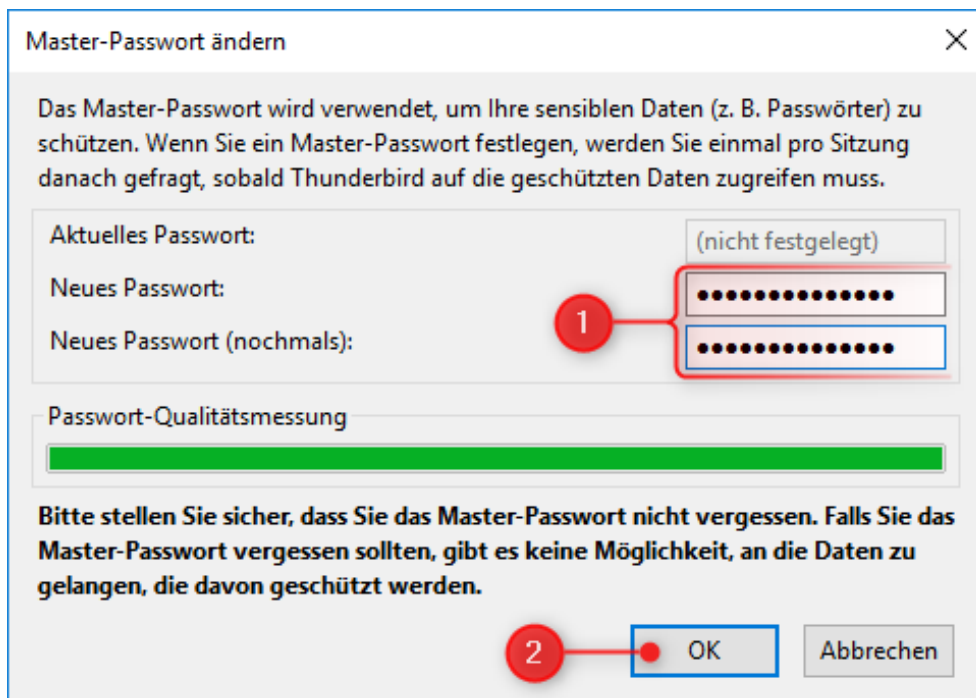 Master-Passwort ändern
Das Master-Passwort wird verwendet, um Ihre sensiblen Daten (z. B. Passwörter) zu
schützen. Wenn Sie ein Master-Passwort festlegen, werden Sie einmal pro Sitzung
danach gefragt, sobald Thunderbird auf die geschützten Daten zugreifen muss.
Aktuelles Passwort: (nicht festgelegt)
Neues Passwort: ●●●●●●●●●●●●●●
1
Neues Passwort (nochmals): ●●●●●●●●●●●●●●
Passwort-Qualitätsmessung
Bitte stellen Sie sicher, dass Sie das Master-Passwort nicht vergessen. Falls Sie das
Master-Passwort vergessen sollten, gibt es keine Möglichkeit, an die Daten zu
gelangen, die davon geschützt werden.
2 OK Abbrechen